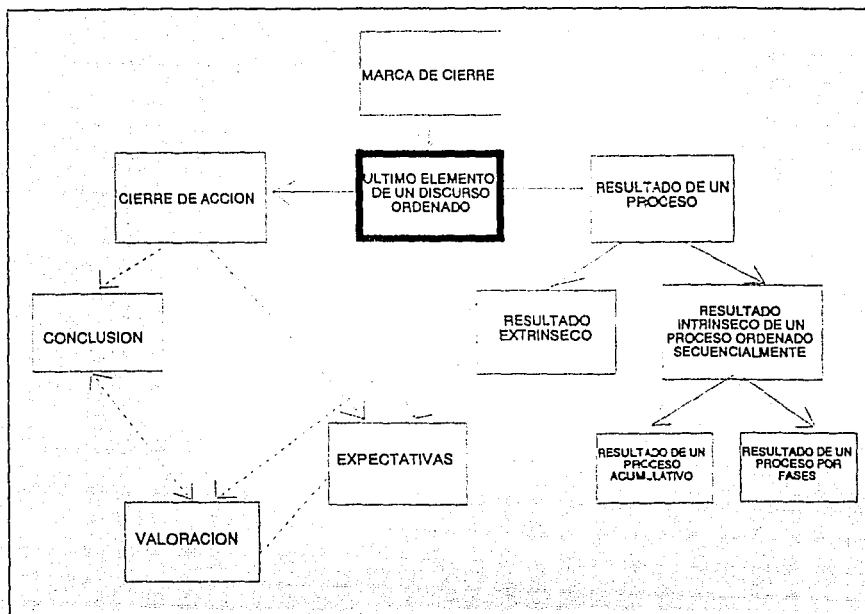 MARCA DE CIERRE
CIERRE DE ACCION
ULTIMO ELEMENTO
DE UN DISCURSO
ORDENADO
RESULTADO DE UN
PROCESO
CONCLUSION
RESULTADO
EXTRINSECO
RESULTADO
INTRINSECO DE UN
PROCESO ORDENADO
SECUENCIALMENTE
EXPECTATIVAS
RESULTADO DE UN
PROCESO
ACUMULATIVO
RESULTADO DE UN
PROCESO POR
FASES
VALORACION